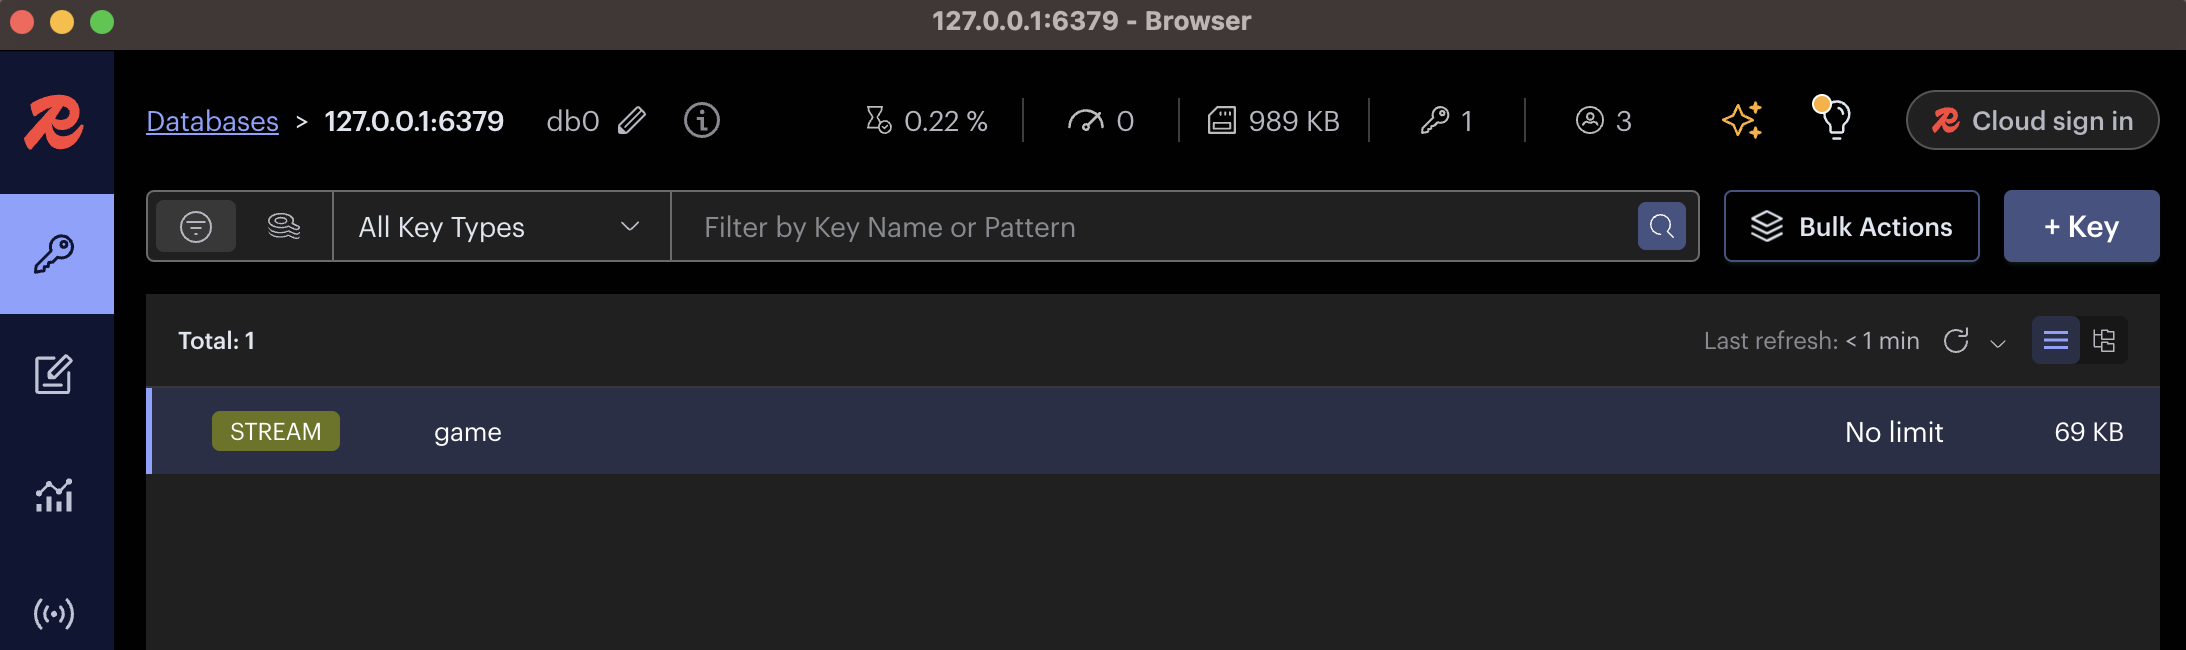 127.0.0.1:6379 - Browser
Databases > 127.0.0.1:6379 db0 0.22 % 0 989 KB 1 3 Cloud sign in
All Key Types Filter by Key Name or Pattern Bulk Actions + Key
Total: 1 Last refresh: < 1 min
STREAM game No limit 69 KB